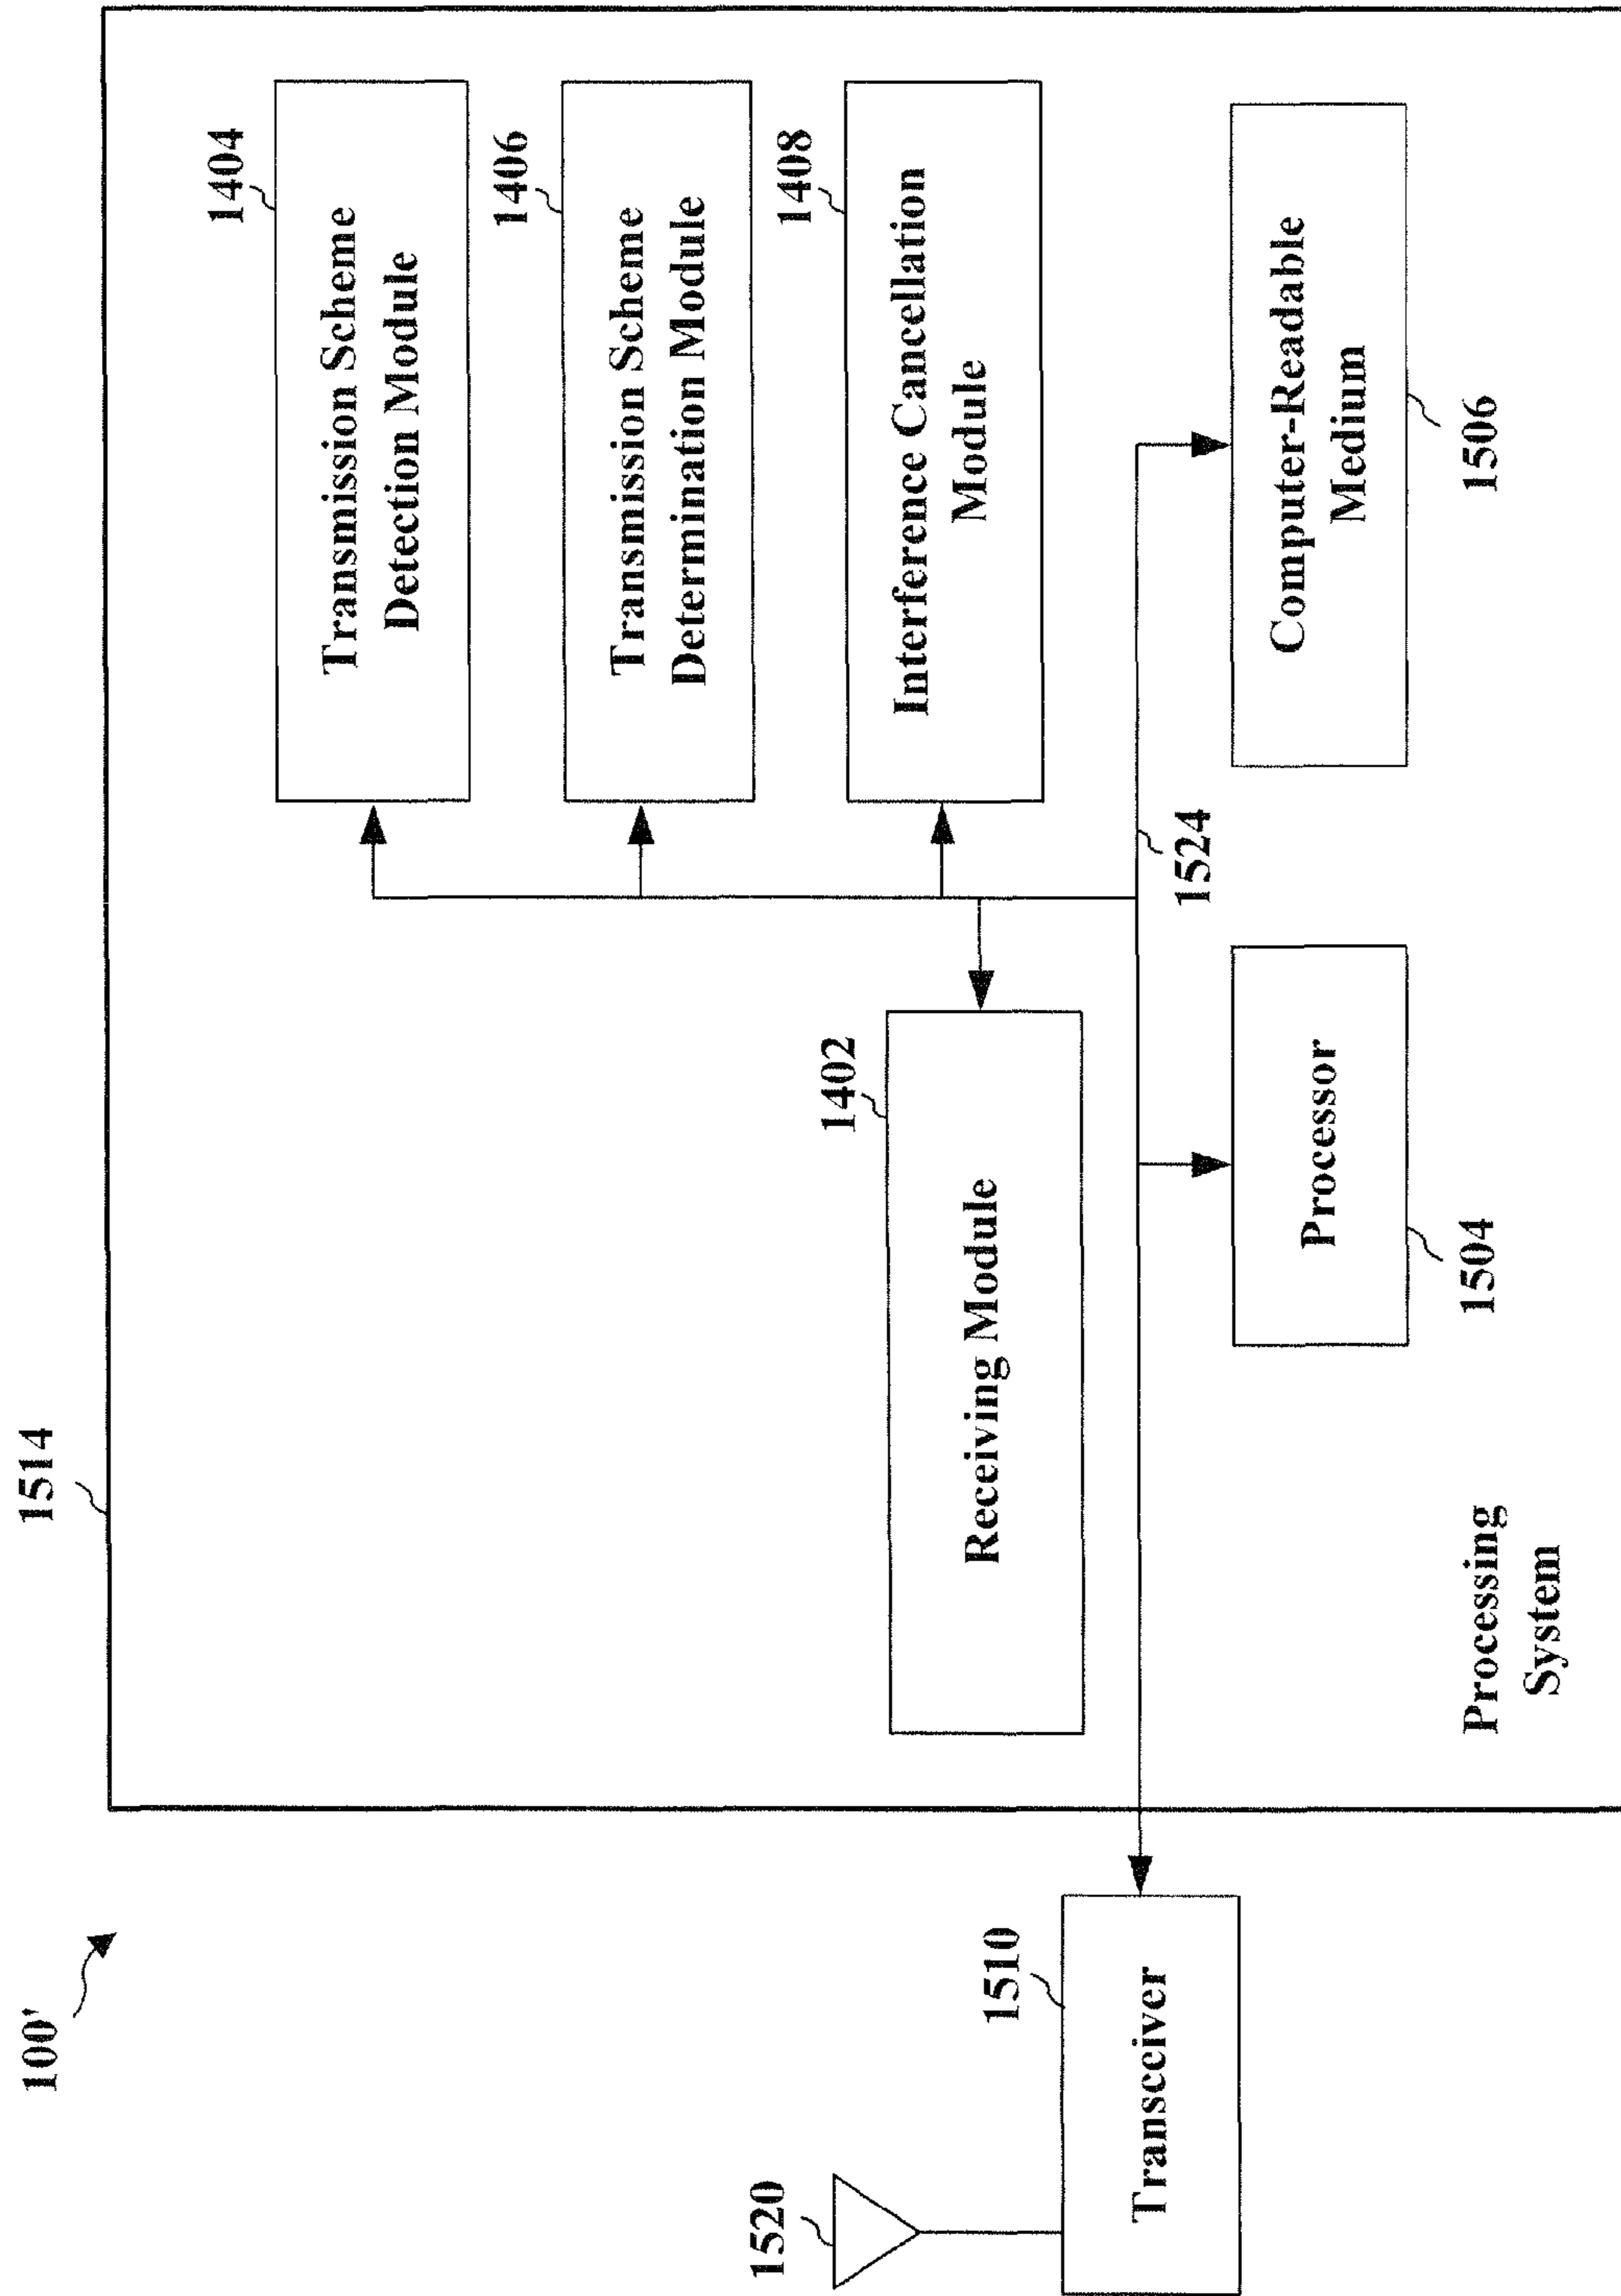 100'
1514
1404
Transmission Scheme
Detection Module
1406
Transmission Scheme
Determination Module
1402
1408
Receiving Module
Interference Cancellation
Module
1520
1510
Transceiver
1524
Processor
Computer-Readable
Medium
1504
1506
Processing
System